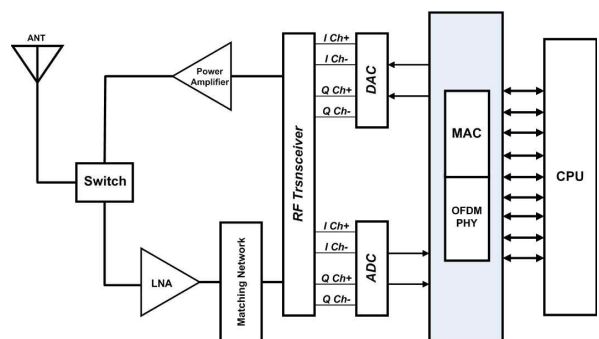 ANT
Power
Amplifier
Switch
LNA
Matching Network
RF Trsnsceiver
I Ch+
I Ch-
Q Ch+
Q Ch-
DAC
I Ch+
I Ch-
Q Ch+
Q Ch-
ADC
MAC
OFDM
PHY
CPU